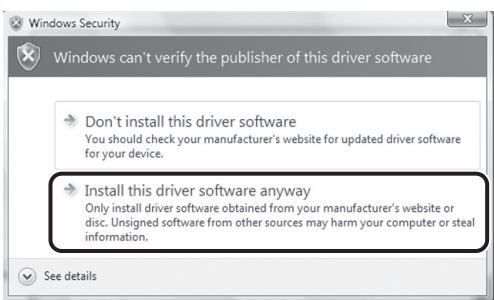 Windows Security
Windows can't verify the publisher of this driver software
Don't install this driver software
You should check your manufacturer's website for updated driver software
for your device.
Install this driver software anyway
Only install driver software obtained from your manufacturer's website or
disc. Unsigned software from other sources may harm your computer or steal
information.
See details